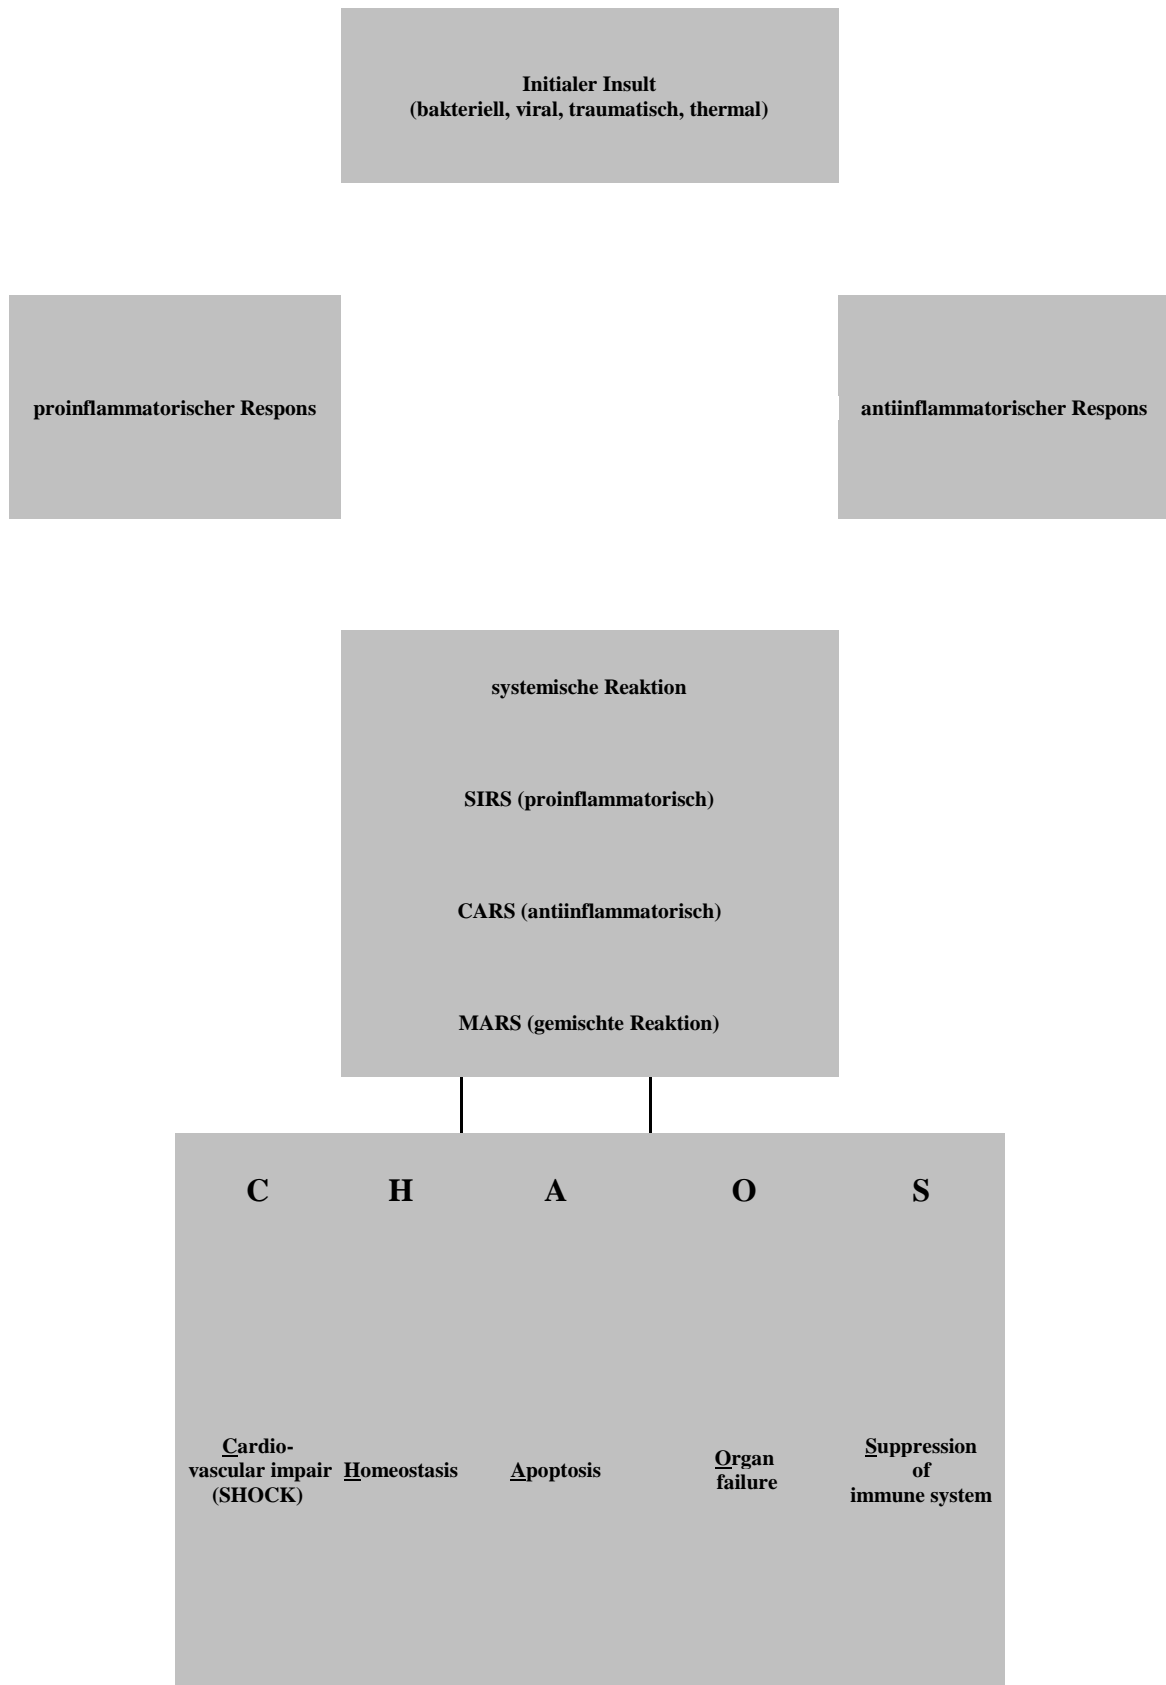 Initialer Insult
(bakteriell, viral, traumatisch, thermal)
proinflammatorischer Respons
antiinflammatorischer Respons
systemische Reaktion
SIRS (proinflammatorisch)
CARS (antiinflammatorisch)
MARS (gemischte Reaktion)
C H A O S
Cardio-
vascular impair
(SHOCK)
Homeostasis
Apoptosis
Organ
failure
Suppression
of
immune system